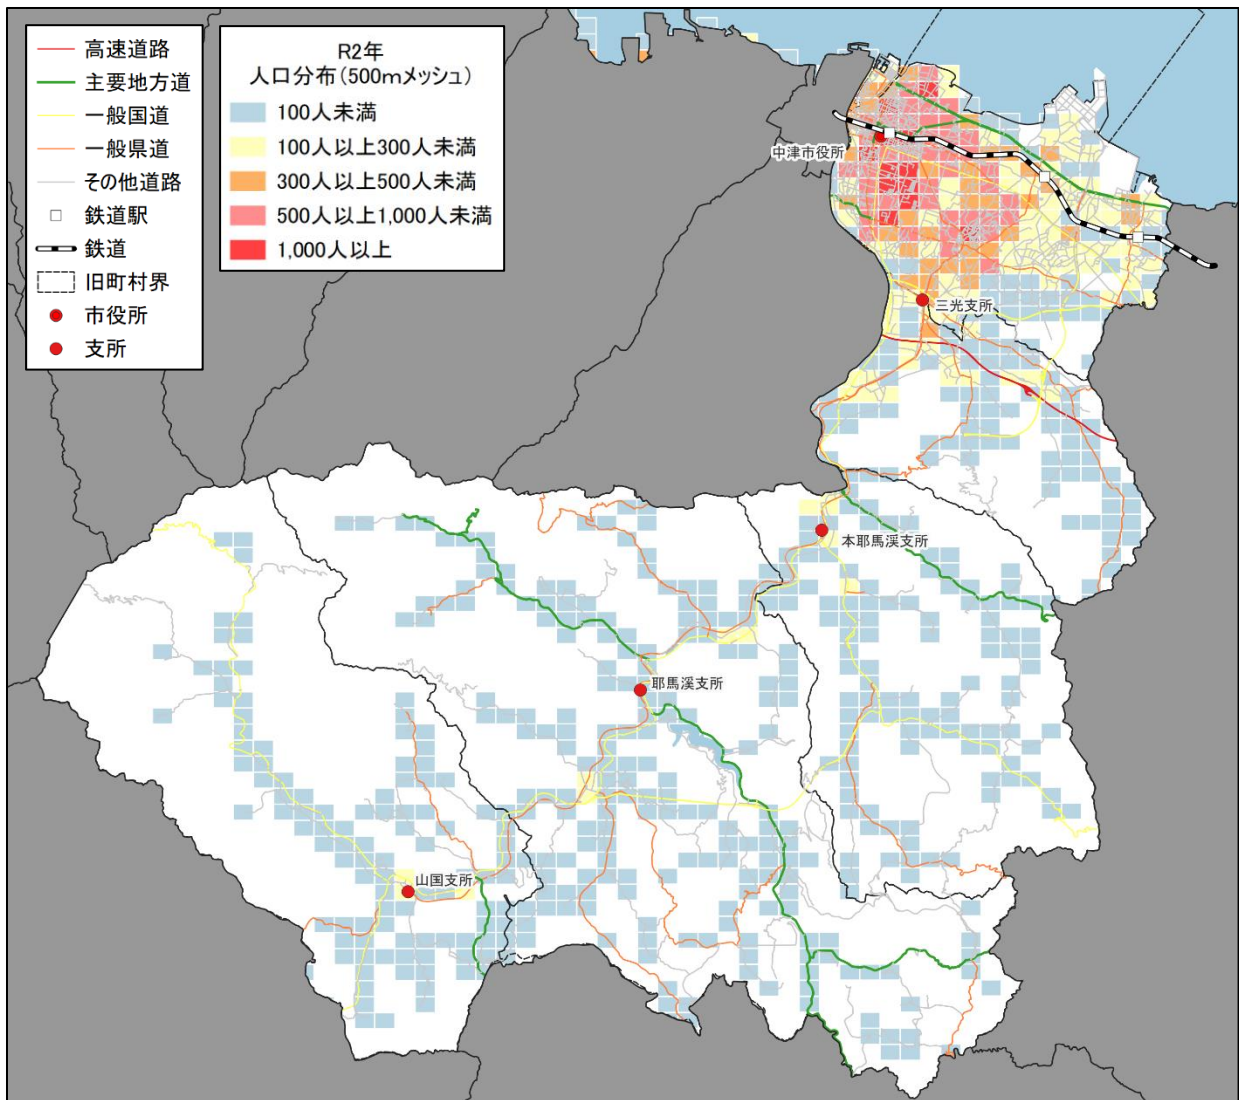 高速道路
主要地方道
一般国道
一般県道
その他道路
鉄道駅
鉄道
旧町村界
市役所
支所
R2年
人口分布(500mメッシュ)
100人未満
100人以上300人未満
300人以上500人未満
500人以上1,000人未満
1,000人以上
中津市役所
三光支所
本耶馬渓支所
耶馬渓支所
山国支所